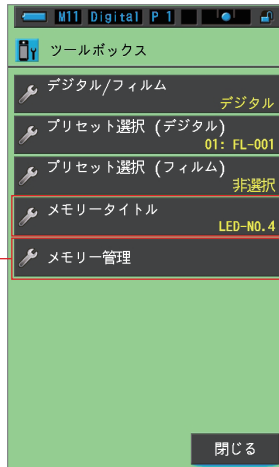 M11 Digital P 1
ツールボックス
デジタル/フィルム
デジタル
プリセット選択 (デジタル)
01: FL-001
プリセット選択 (フィルム)
非選択
メモリータイトル
LED-NO.4
メモリー管理
閉じる